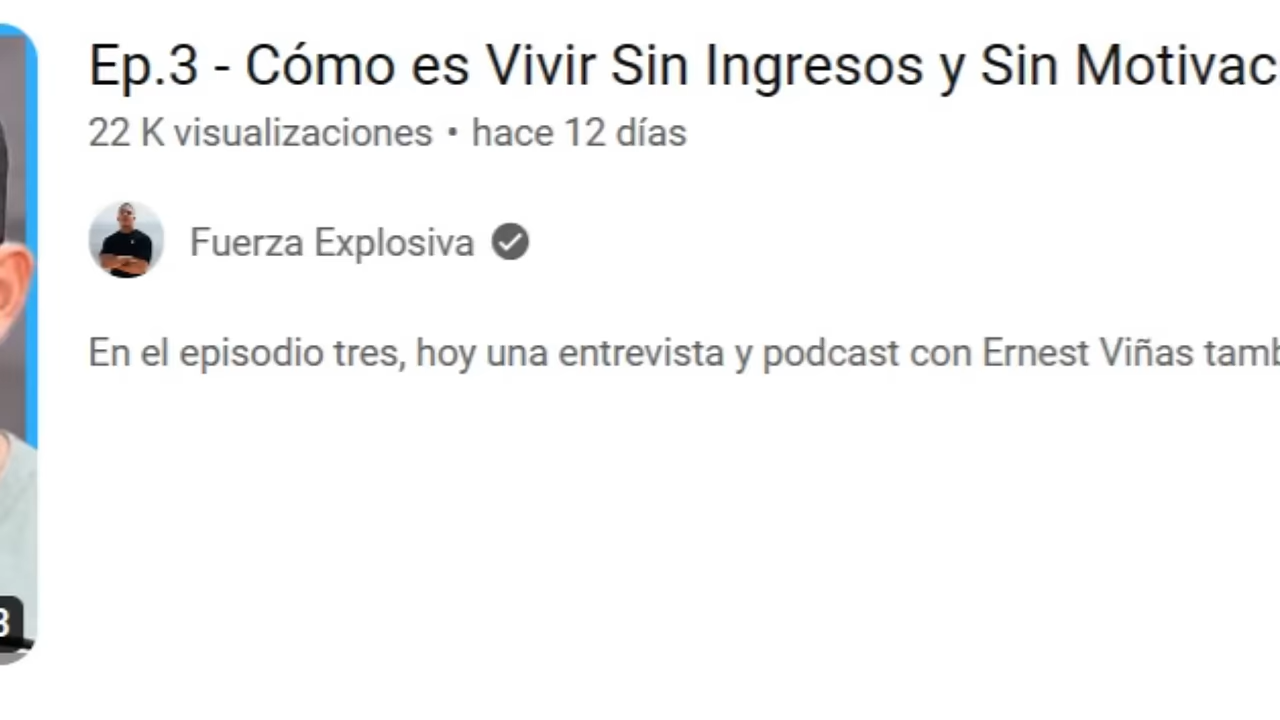 Ep.3 - Cómo es Vivir Sin Ingresos y Sin Motivac
22 K visualizaciones • hace 12 días
Fuerza Explosiva
En el episodio tres, hoy una entrevista y podcast con Ernest Viñas tamb
3